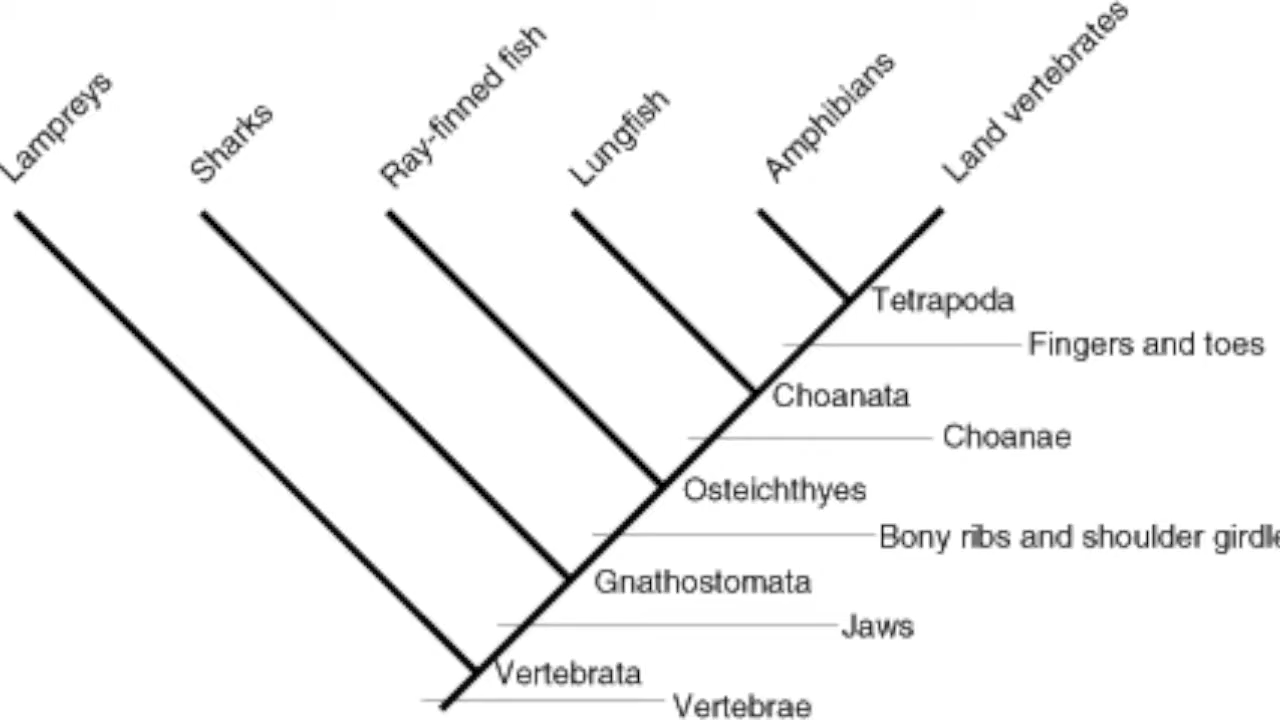 Lampreys
Sharks
Ray-finned fish
Lungfish
Amphibians
Land vertebrates
Tetrapoda
Fingers and toes
Choanata
Choanae
Osteichthyes
Bony ribs and shoulder girdle
Gnathostomata
Jaws
Vertebrata
Vertebrae